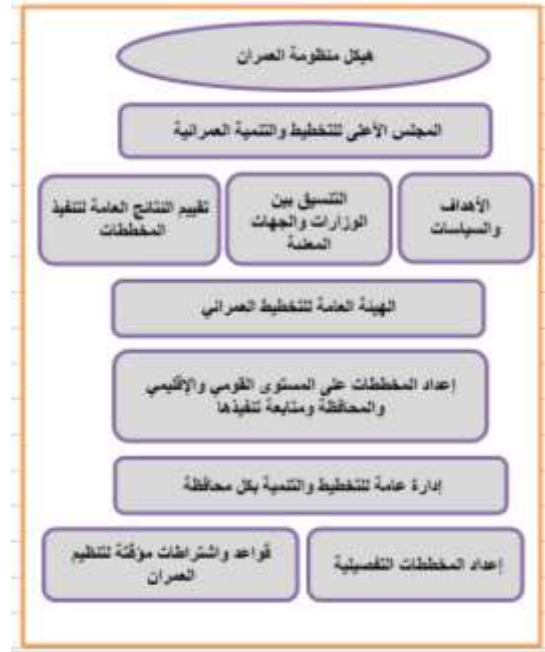 هيكل منظومة العمران
المجلس الأعلى للتخطيط والتنمية العمرانية
الأهداف
والسياسات
التنسيق بين
الوزارات والجهات
المعنية
تقييم النتائج العامة لتنفيذ
المخططات
الهيئة العامة للتخطيط العمراني
إعداد المخططات على المستوى القومي والإقليمي
والمحافظة ومتابعة تنفيذها
إدارة عامة للتخطيط والتنمية بكل محافظة
إعداد المخططات التفصيلية
قواعد واشتراطات مؤقتة لتنظيم
العمران